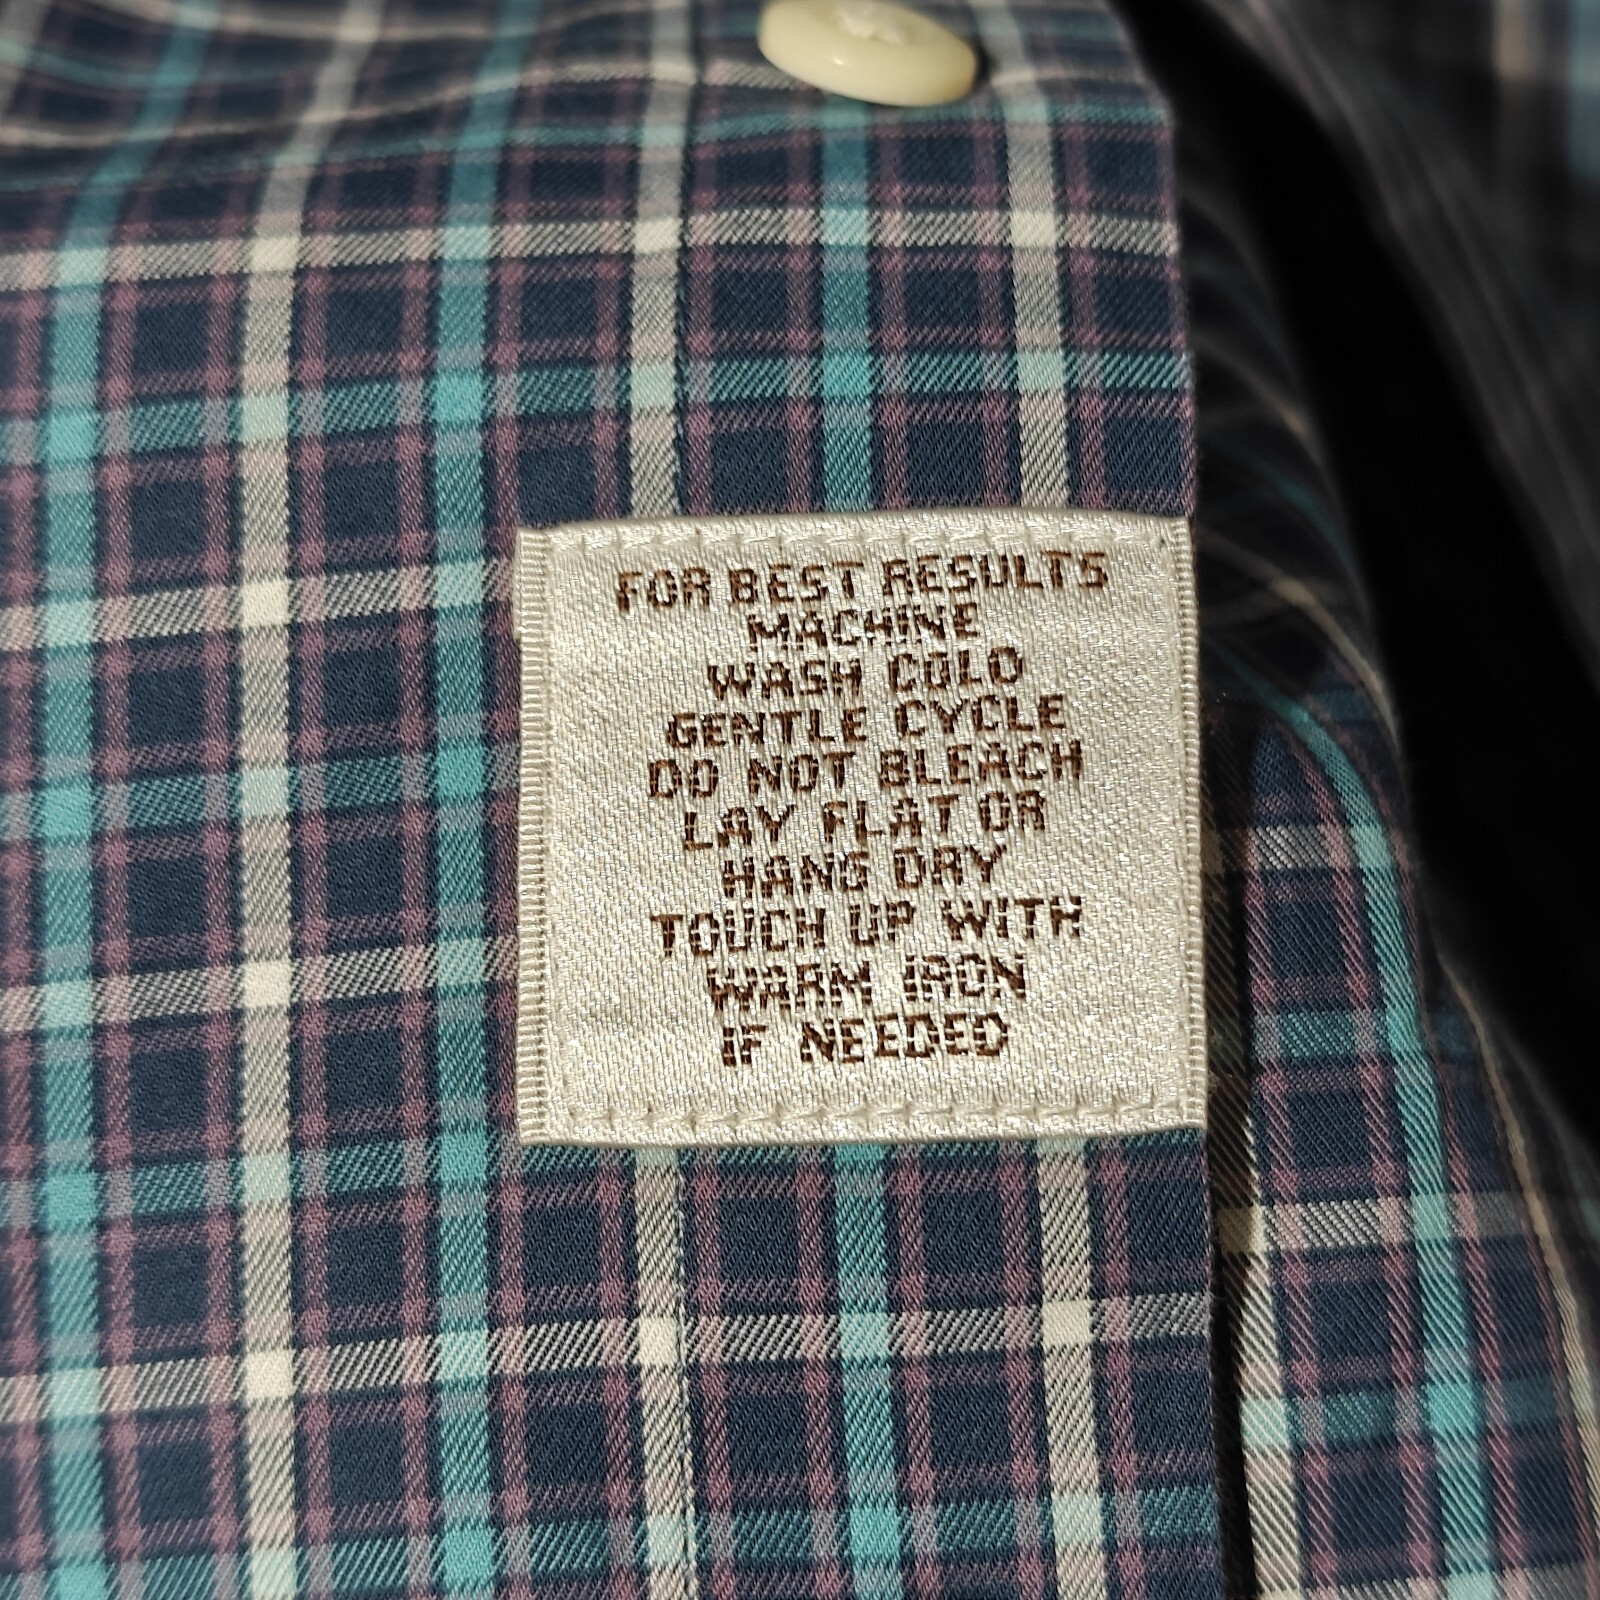 FOR BEST RESULTS
MACHINE
WASH COLD
GENTLE CYCLE
DO NOT BLEACH
LAY FLAT OR
HANG DRY
TOUCH UP WITH
WARM IRON
IF NEEDED